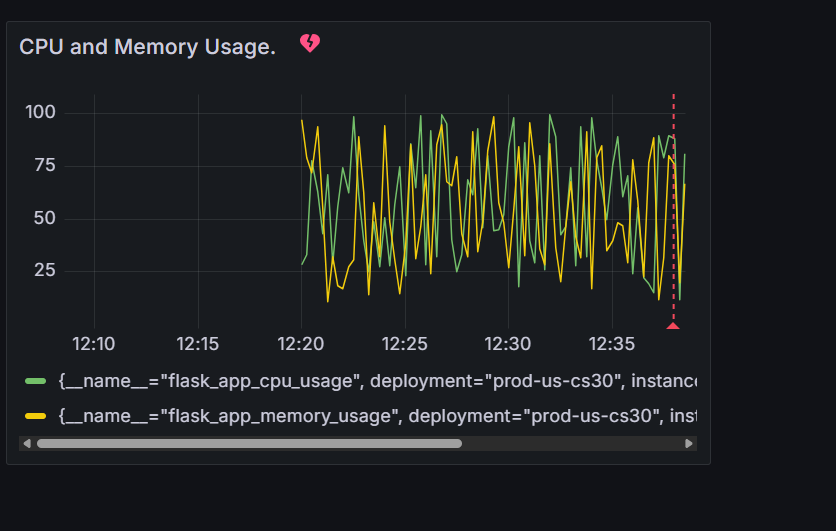 CPU and Memory Usage.
100
75
50
25
12:10 12:15 12:20 12:25 12:30 12:35
{__name__="flask_app_cpu_usage", deployment="prod-us-cs30", instanc
{__name__="flask_app_memory_usage", deployment="prod-us-cs30", inst